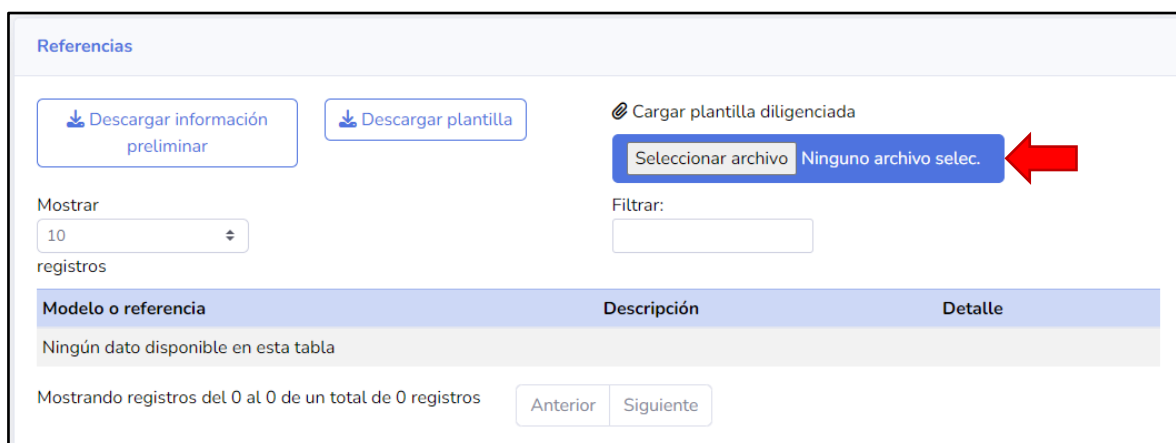 Referencias
Descargar información
preliminar
Descargar plantilla
Cargar plantilla diligenciada
Seleccionar archivo Ninguno archivo selec.
Mostrar
10
registros
Filtrar:
Modelo o referencia Descripción Detalle
Ningún dato disponible en esta tabla
Mostrando registros del 0 al 0 de un total de 0 registros
Anterior Siguiente